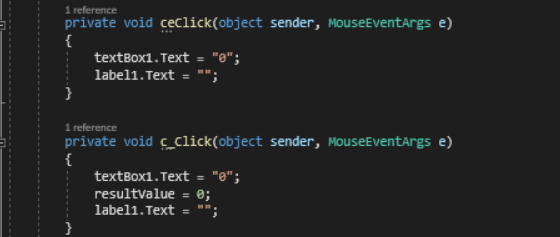 1 reference
private void ceClick(object sender, MouseEventArgs e)
{
textBox1.Text = "0";
label1.Text = "";
}
1 reference
private void c_Click(object sender, MouseEventArgs e)
{
textBox1.Text = "0";
resultValue = 0;
label1.Text = "";
}